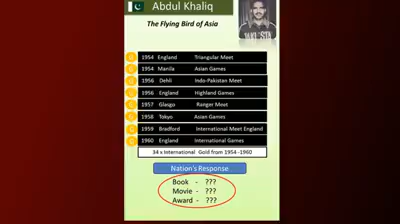 Abdul Khaliq
The Flying Bird of Asia
PAKISTAN
1954 England Triangular Meet
1954 Manila Asian Games
1956 Dehli Indo-Pakistan Meet
1956 England Highland Games
1957 Glasgo Ranger Meet
1958 Tokyo Asian Games
1959 Bradford International Meet England
1960 England International Games
34 x International Gold from 1954 -1960
Nation's Response
Book - ???
Movie - ???
Award - ???